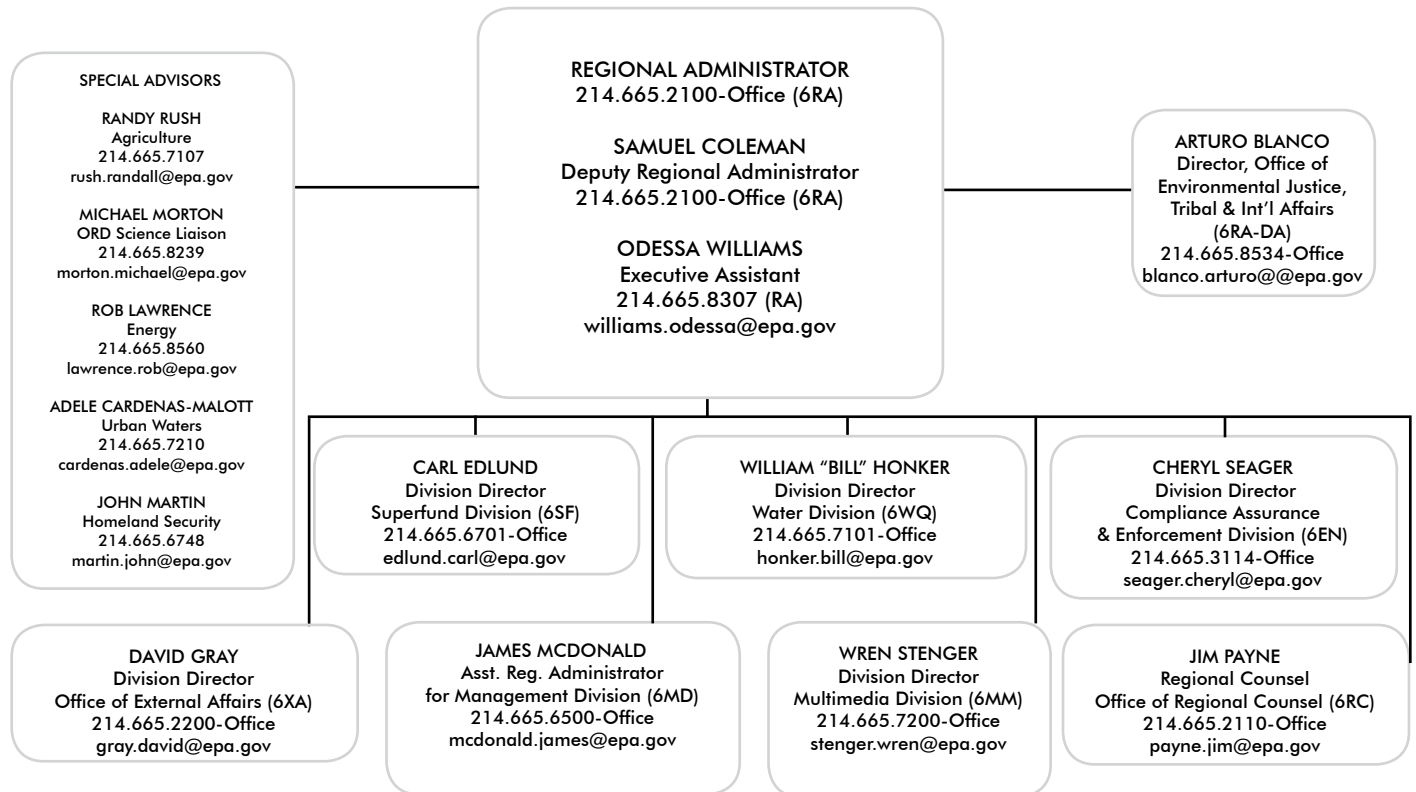 SPECIAL ADVISORS
RANDY RUSH
Agriculture
214.665.7107
rush.randall@epa.gov
MICHAEL MORTON
ORD Science Liaison
214.665.8239
morton.michael@epa.gov
ROB LAWRENCE
Energy
214.665.8560
lawrence.rob@epa.gov
ADELE CARDENAS-MALOTT
Urban Waters
214.665.7210
cardenas.adele@epa.gov
JOHN MARTIN
Homeland Security
214.665.6748
martin.john@epa.gov
REGIONAL ADMINISTRATOR
214.665.2100-Office (6RA)
SAMUEL COLEMAN
Deputy Regional Administrator
214.665.2100-Office (6RA)
ODESSA WILLIAMS
Executive Assistant
214.665.8307 (RA)
williams.odessa@epa.gov
ARTURO BLANCO
Director, Office of
Environmental Justice,
Tribal & Int’l Affairs
(6RA-DA)
214.665.8534-Office
blanco.arturo@@epa.gov
CARL EDLUND
Division Director
Superfund Division (6SF)
214.665.6701-Office
edlund.carl@epa.gov
WILLIAM “BILL” HONKER
Division Director
Water Division (6WQ)
214.665.7101-Office
honker.bill@epa.gov
CHERYL SEAGER
Division Director
Compliance Assurance
& Enforcement Division (6EN)
214.665.3114-Office
seager.cheryl@epa.gov
DAVID GRAY
Division Director
Office of External Affairs (6XA)
214.665.2200-Office
gray.david@epa.gov
JAMES MCDONALD
Asst. Reg. Administrator
for Management Division (6MD)
214.665.6500-Office
mcdonald.james@epa.gov
WREN STENGER
Division Director
Multimedia Division (6MM)
214.665.7200-Office
stenger.wren@epa.gov
JIM PAYNE
Regional Counsel
Office of Regional Counsel (6RC)
214.665.2110-Office
payne.jim@epa.gov